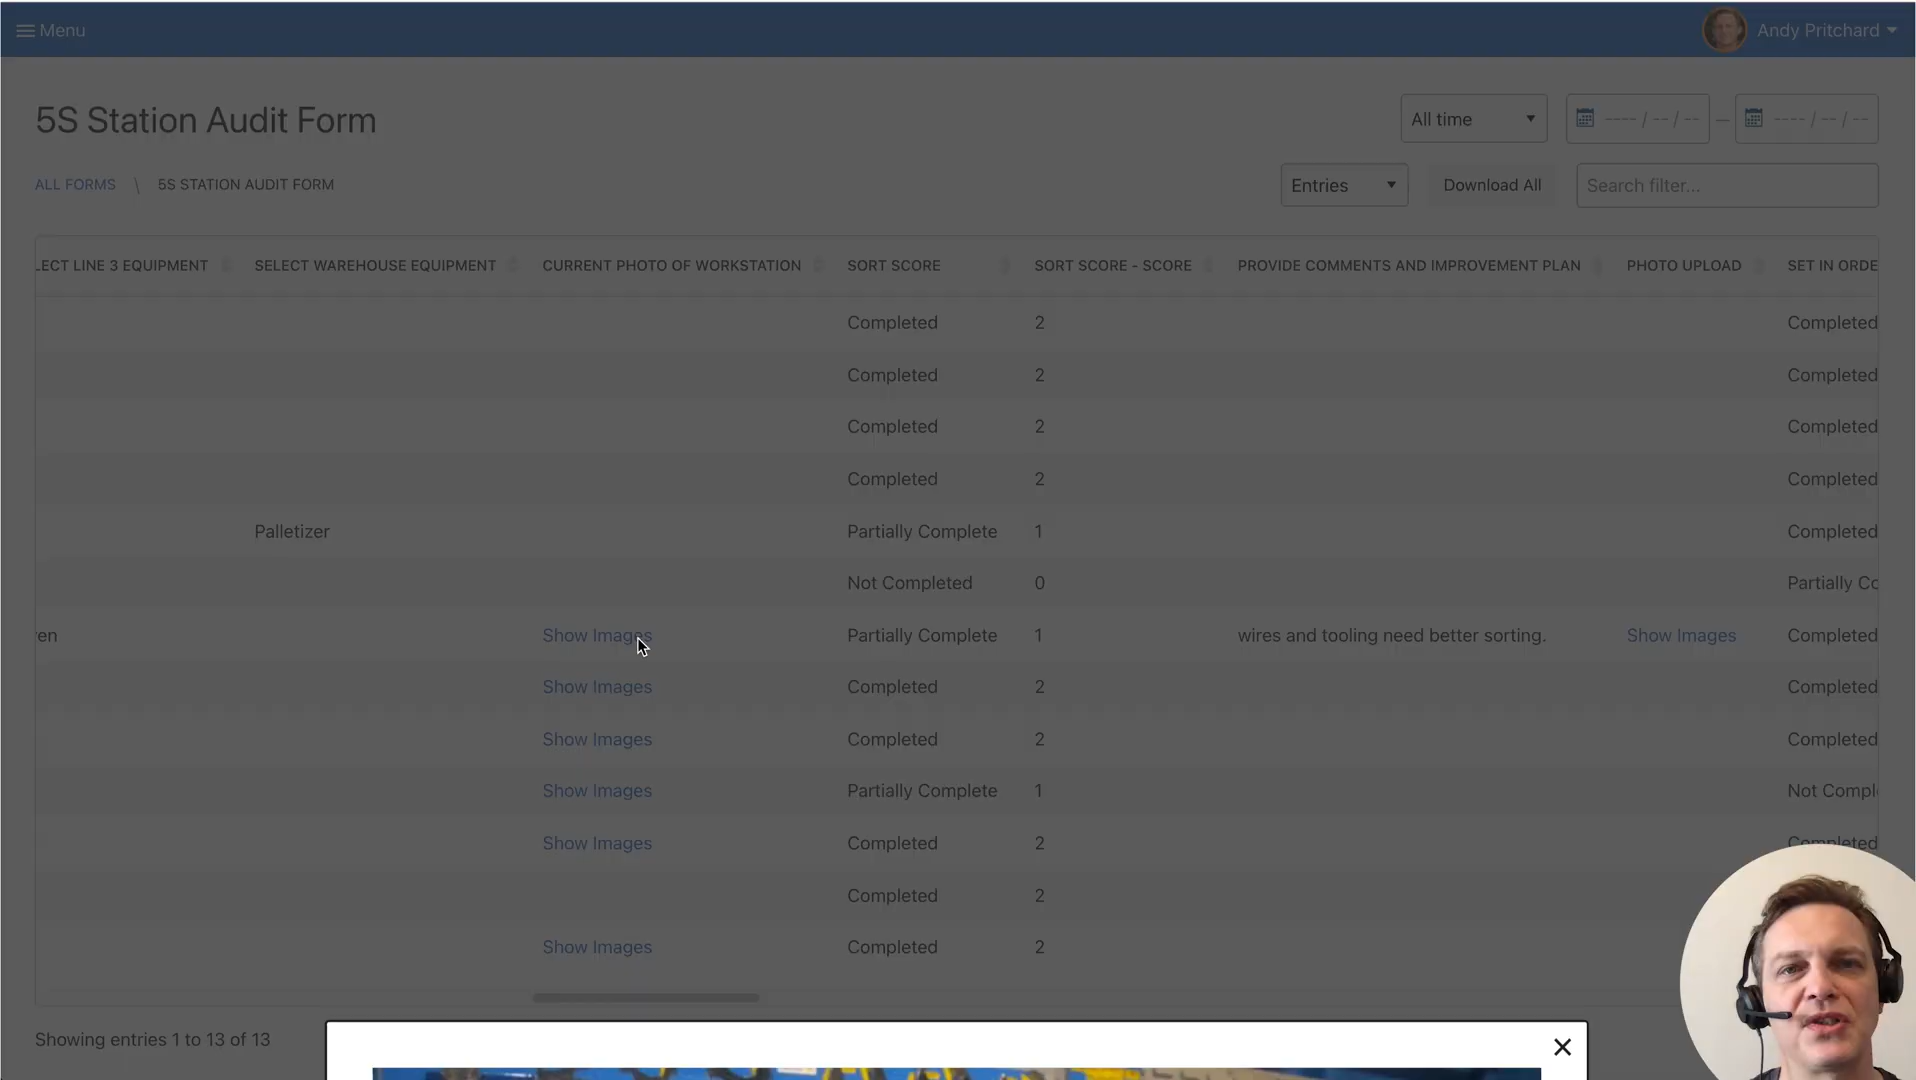 Menu
Andy Pritchard
5S Station Audit Form
All time
---- / -- / -- — ---- / -- / --
ALL FORMS \ 5S STATION AUDIT FORM
Entries
Download All
Search filter...
LECT LINE 3 EQUIPMENT SELECT WAREHOUSE EQUIPMENT CURRENT PHOTO OF WORKSTATION SORT SCORE SORT SCORE - SCORE PROVIDE COMMENTS AND IMPROVEMENT PLAN PHOTO UPLOAD SET IN ORDE
Completed 2 Completed
Completed 2 Completed
Completed 2 Completed
Completed 2 Completed
Palletizer Partially Complete 1 Completed
Not Completed 0 Partially Co
en Show Images Partially Complete 1 wires and tooling need better sorting. Show Images Completed
Show Images Completed 2 Completed
Show Images Completed 2 Completed
Show Images Partially Complete 1 Not Compl
Show Images Completed 2 Completed
Completed 2
Show Images Completed 2
Showing entries 1 to 13 of 13